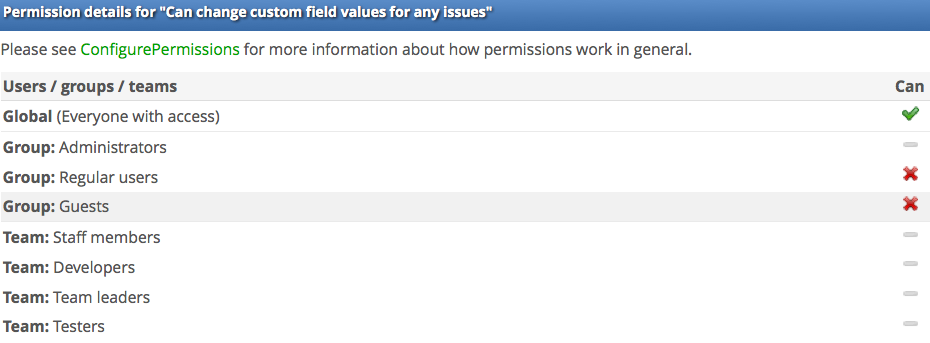 Permission details for "Can change custom field values for any issues"
Please see ConfigurePermissions for more information about how permissions work in general.
Users / groups / teams Can
Global (Everyone with access)
Group: Administrators
Group: Regular users
Group: Guests
Team: Staff members
Team: Developers
Team: Team leaders
Team: Testers